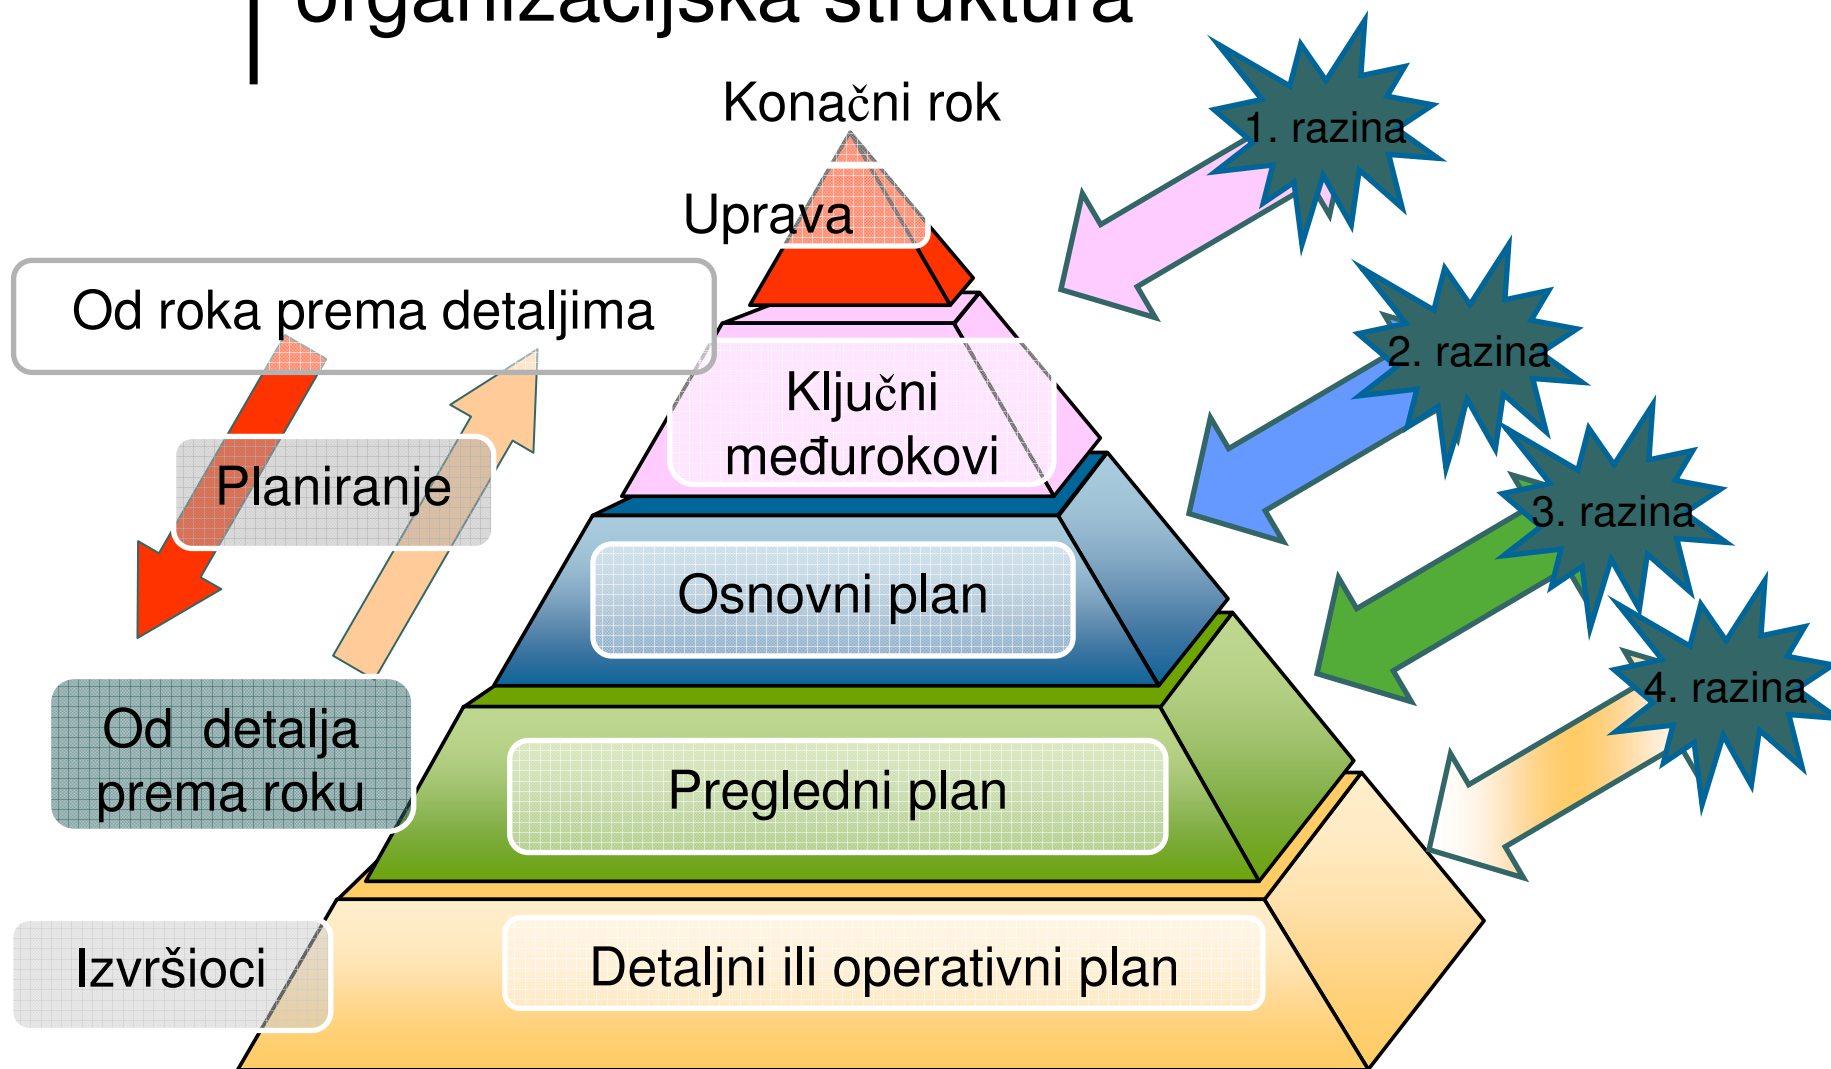 organizacijska struktura
Konačni rok
1. razina
Uprava
Od roka prema detaljima
2. razina
Ključni
međurokovi
Planiranje
3. razina
Osnovni plan
4. razina
Od detalja
prema roku
Pregledni plan
Izvršioci
Detaljni ili operativni plan